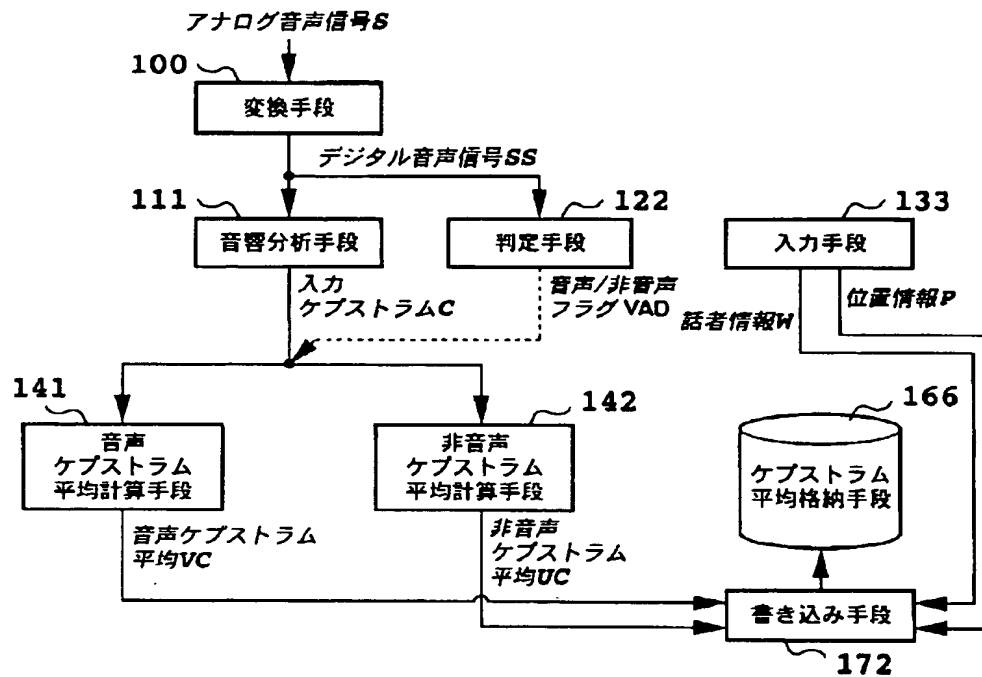 アナログ音声信号S
100
変換手段
デジタル音声信号SS
111
122
133
音響分析手段
判定手段
入力手段
入力
ケプストラムC
音声/非音声
フラグVAD
話者情報W
位置情報P
141
142
166
音声
ケプストラム
平均計算手段
非音声
ケプストラム
平均計算手段
ケプストラム
平均格納手段
音声ケプストラム
平均VC
非音声
ケプストラム
平均UC
書き込み手段
172